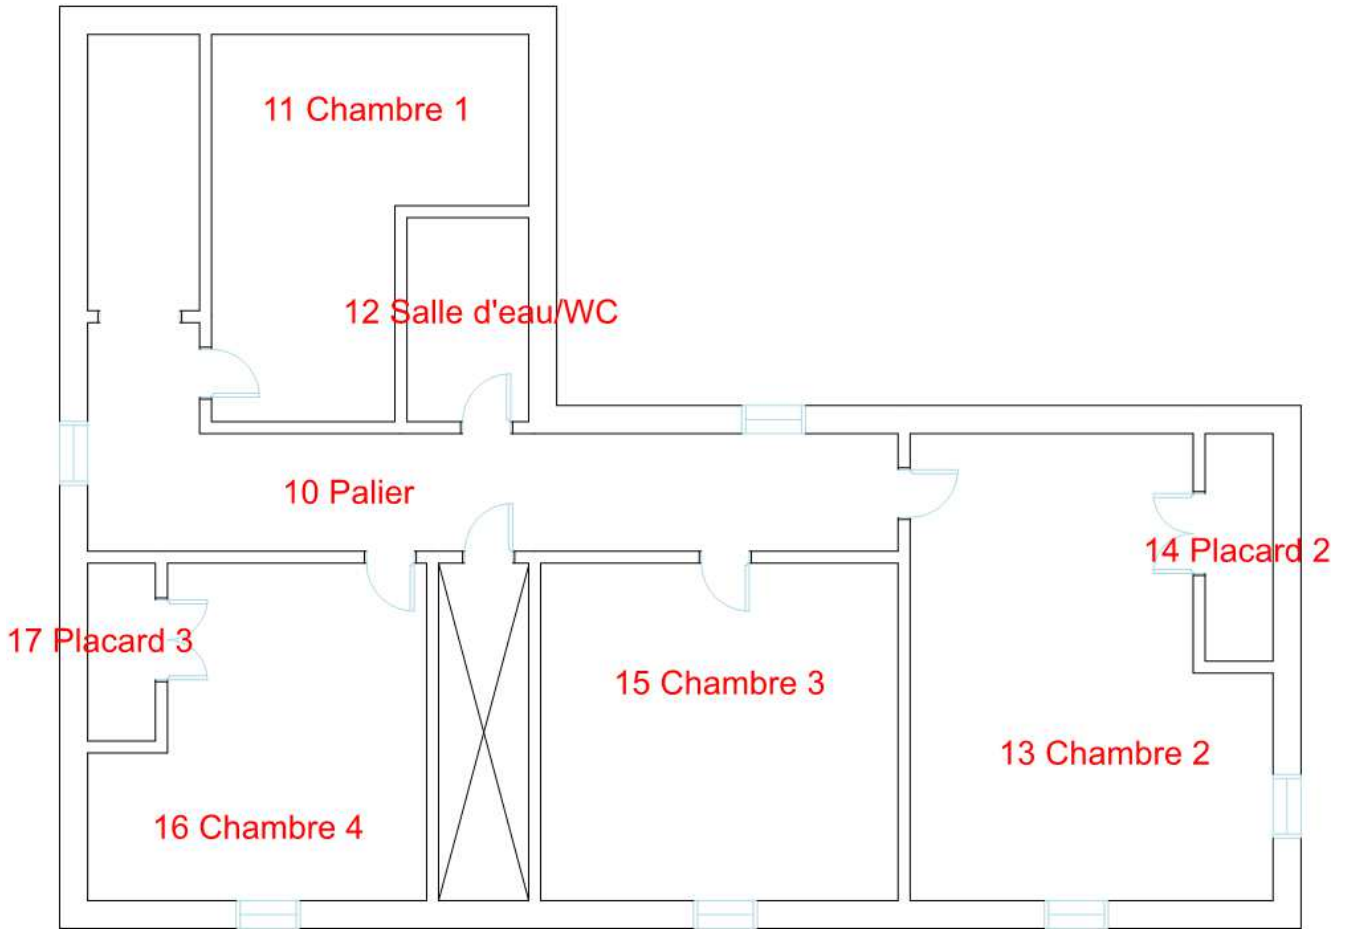 11 Chambre 1
12 Salle d'eau/WC
10 Palier
14 Placard 2
17 Placard 3
15 Chambre 3
13 Chambre 2
16 Chambre 4